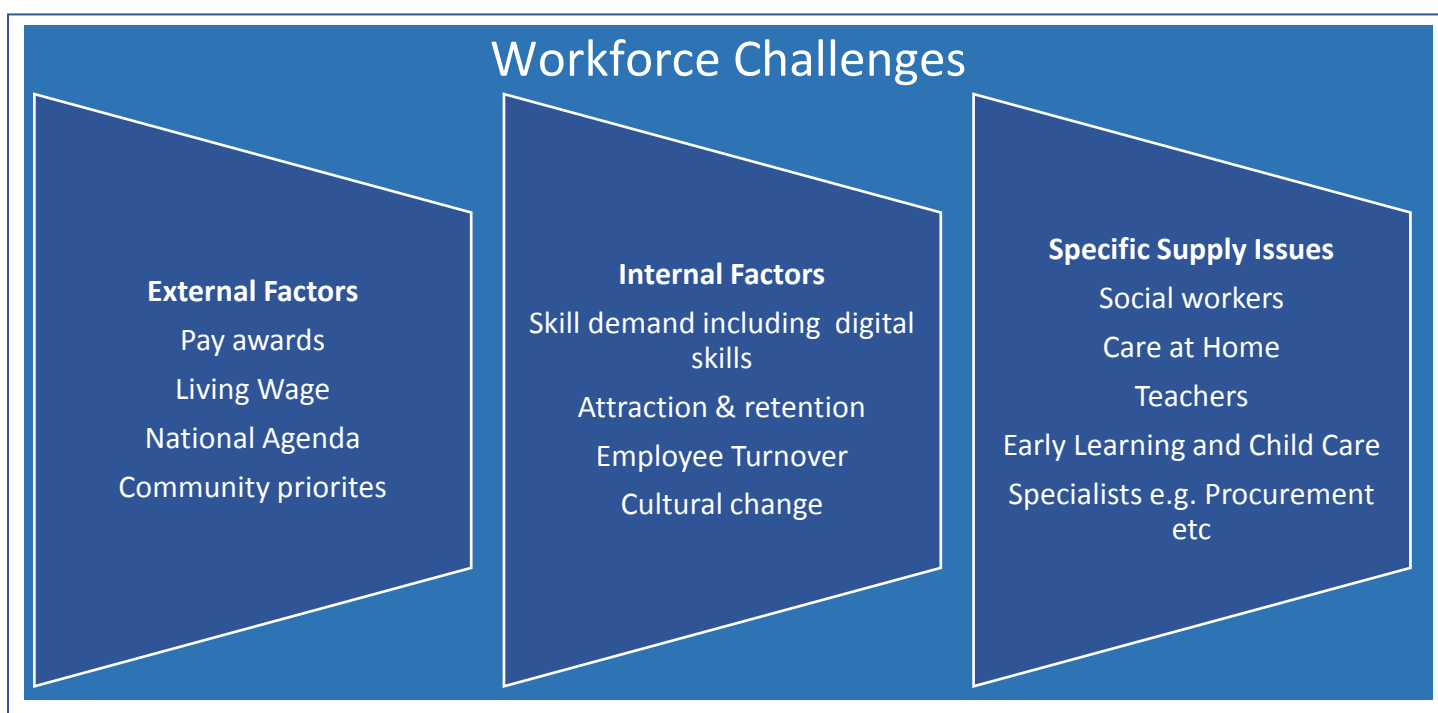 Workforce Challenges
External Factors
Pay awards
Living Wage
National Agenda
Community priorites
Internal Factors
Skill demand including  digital
skills
Attraction & retention
Employee Turnover
Cultural change
Specific Supply Issues
Social workers
Care at Home
Teachers
Early Learning and Child Care
Specialists e.g. Procurement
etc